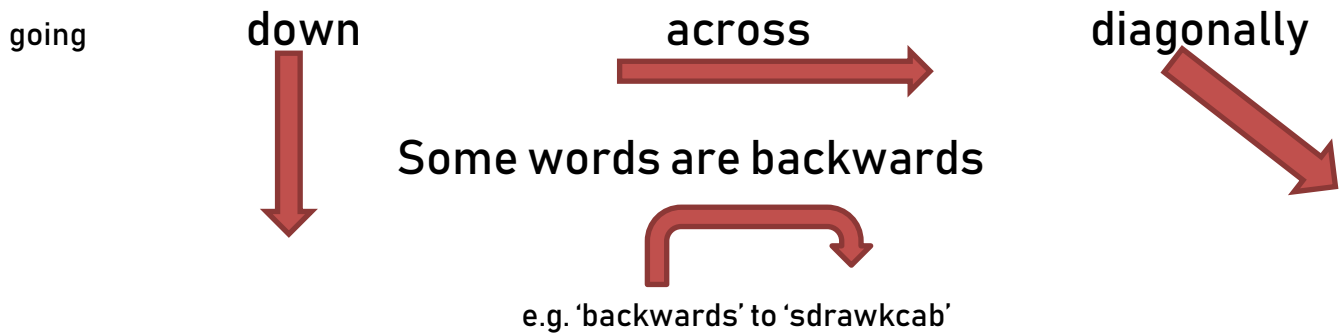 going down across diagonally
Some words are backwards
e.g. ‘backwards’ to ‘sdrawkcab’